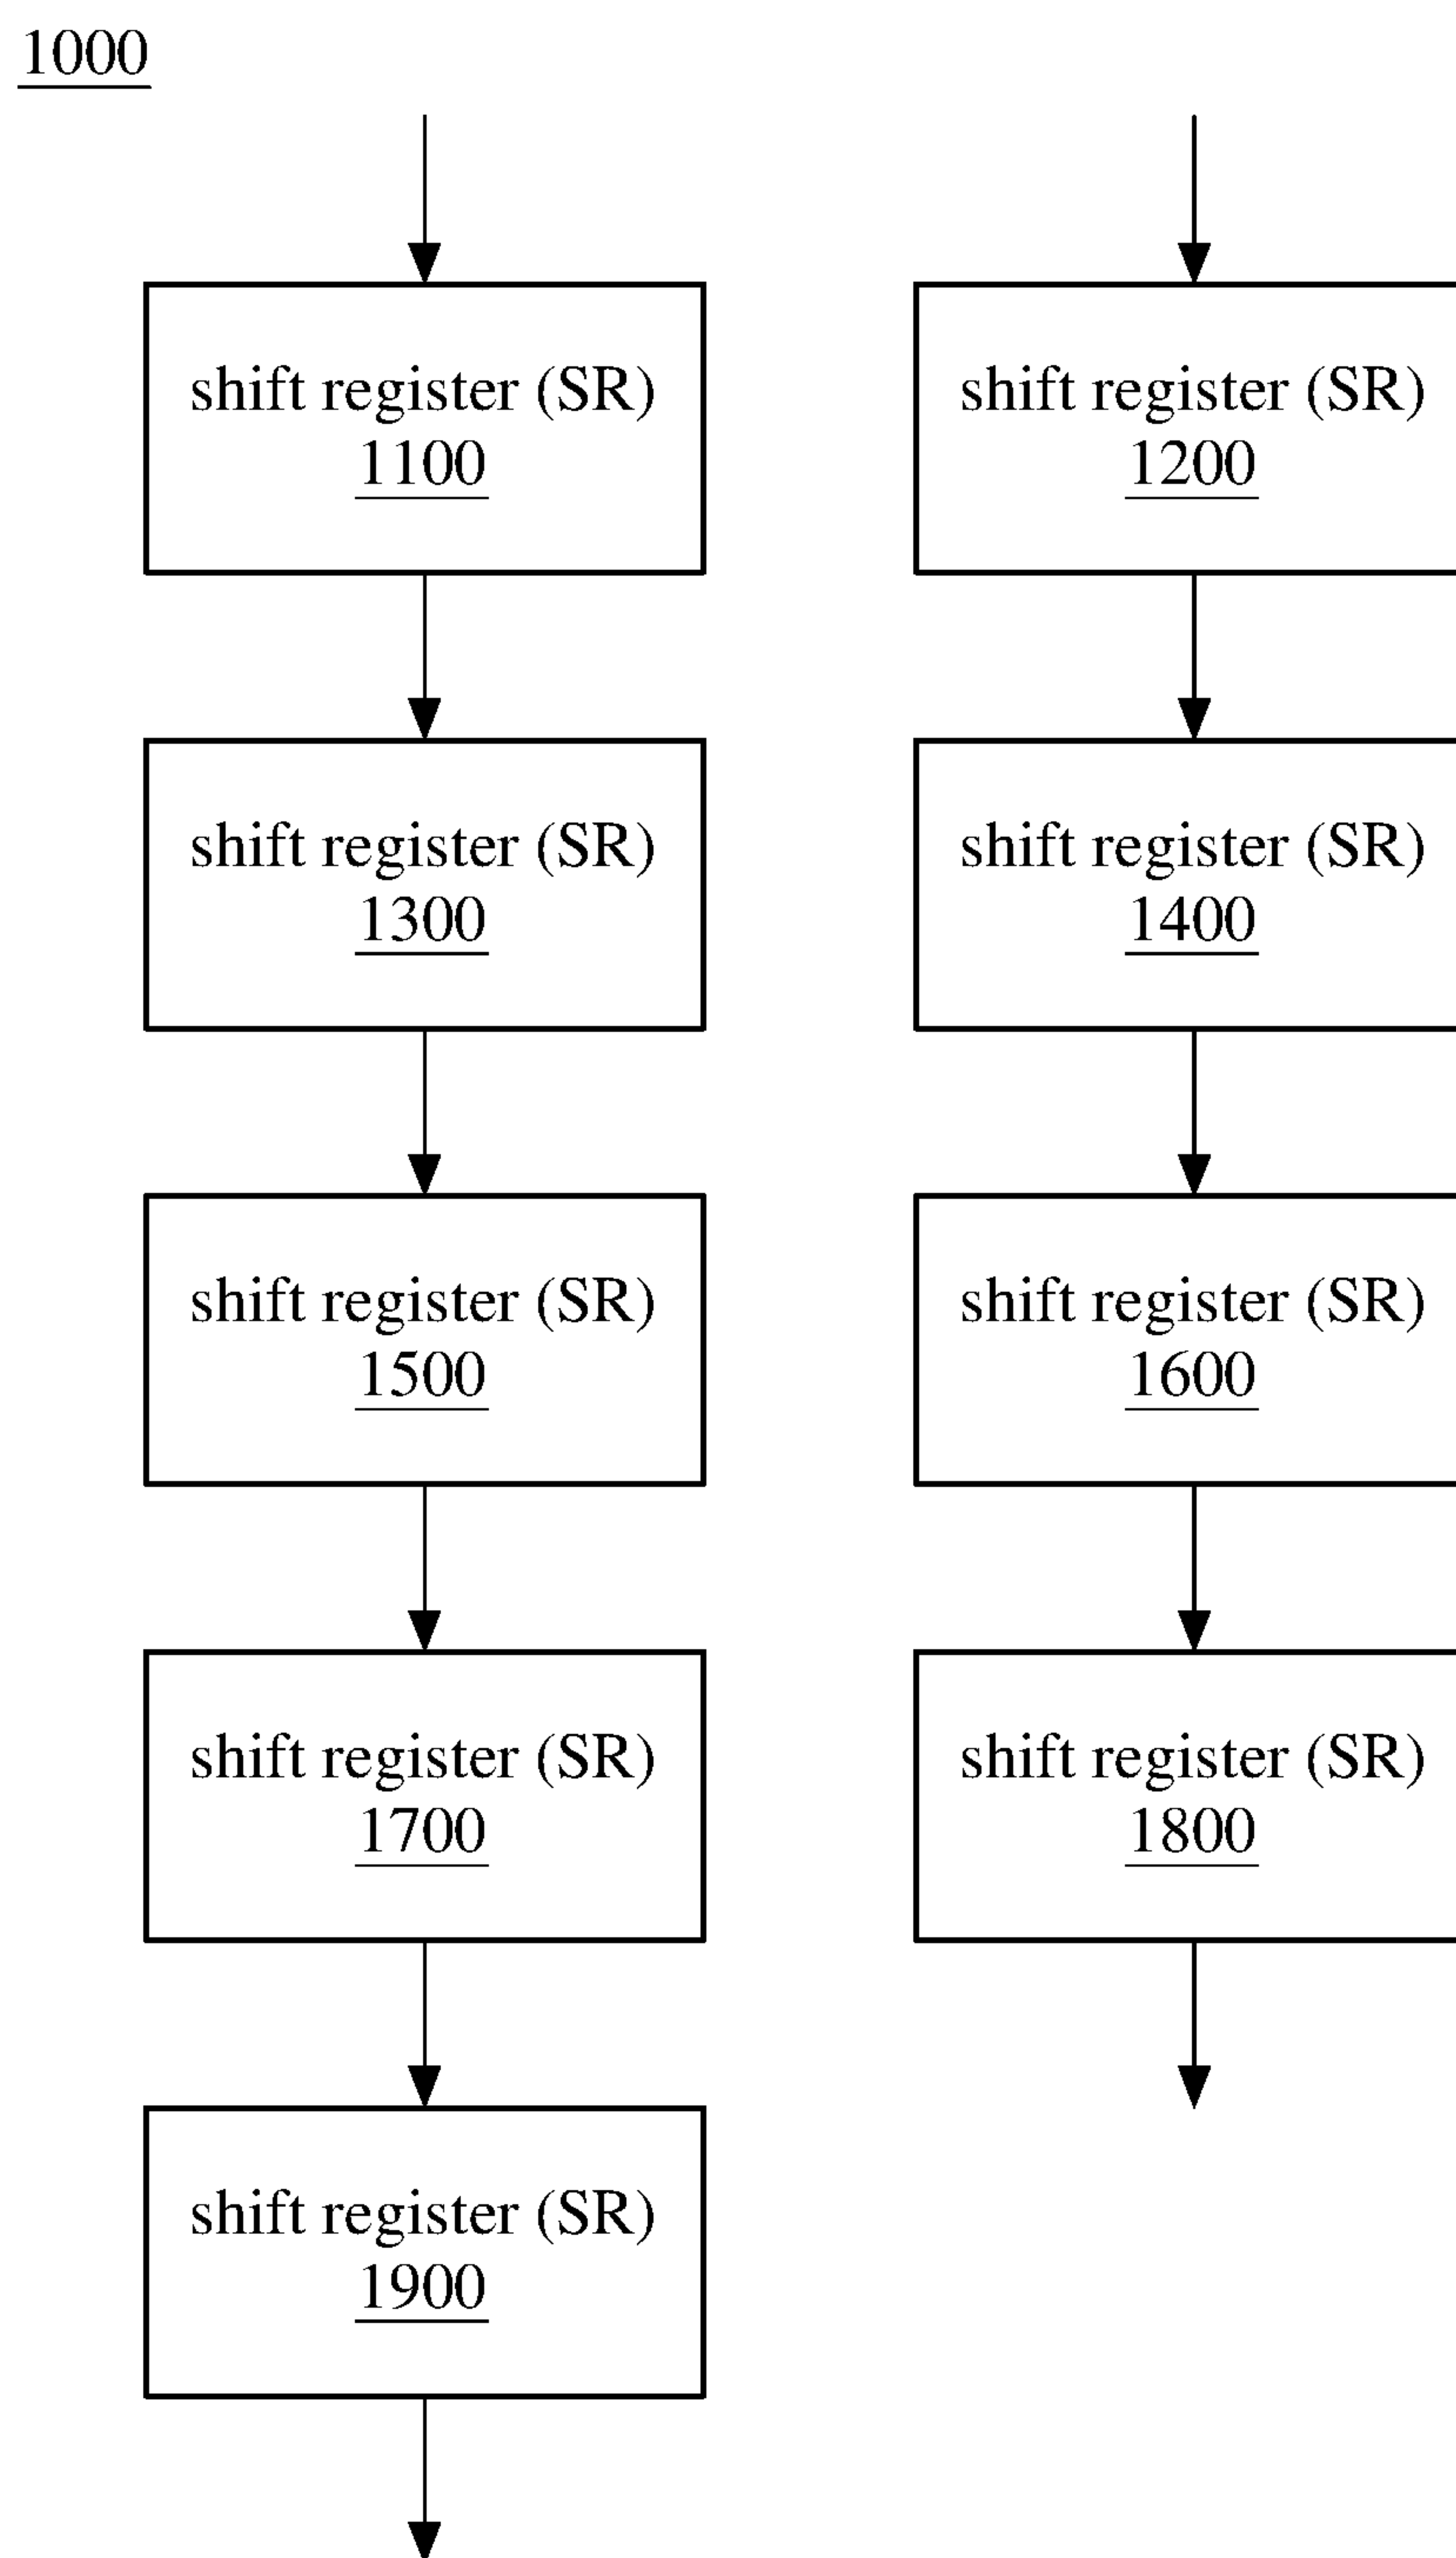 1000
shift register (SR)
1100
shift register (SR)
1200
shift register (SR)
1300
shift register (SR)
1400
shift register (SR)
1500
shift register (SR)
1600
shift register (SR)
1700
shift register (SR)
1800
shift register (SR)
1900